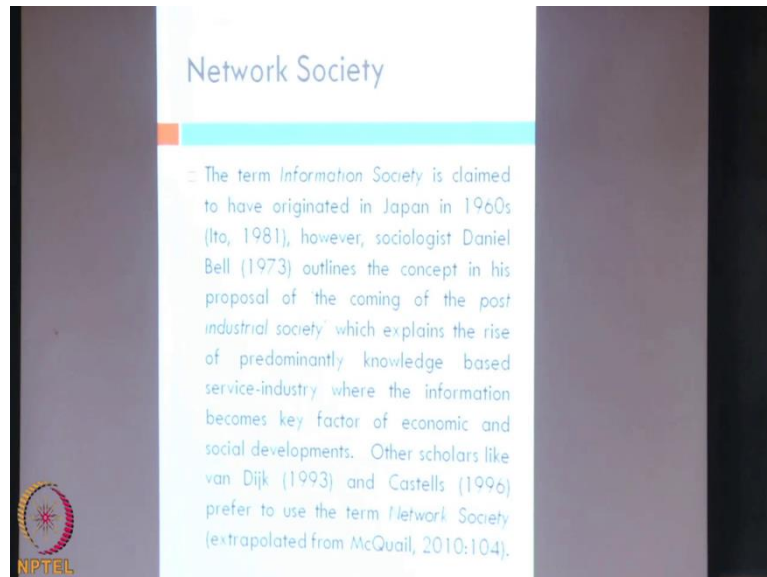 Network Society
The term Information Society is claimed
to have originated in Japan in 1960s
(Ito, 1981), however, sociologist Daniel
Bell (1973) outlines the concept in his
proposal of 'the coming of the post
industrial society' which explains the rise
of predominantly knowledge based
service-industry where the information
becomes key factor of economic and
social developments. Other scholars like
van Dijk (1993) and Castells (1996)
prefer to use the term Network Society
(extrapolated from McQuail, 2010:104).
NPTEL